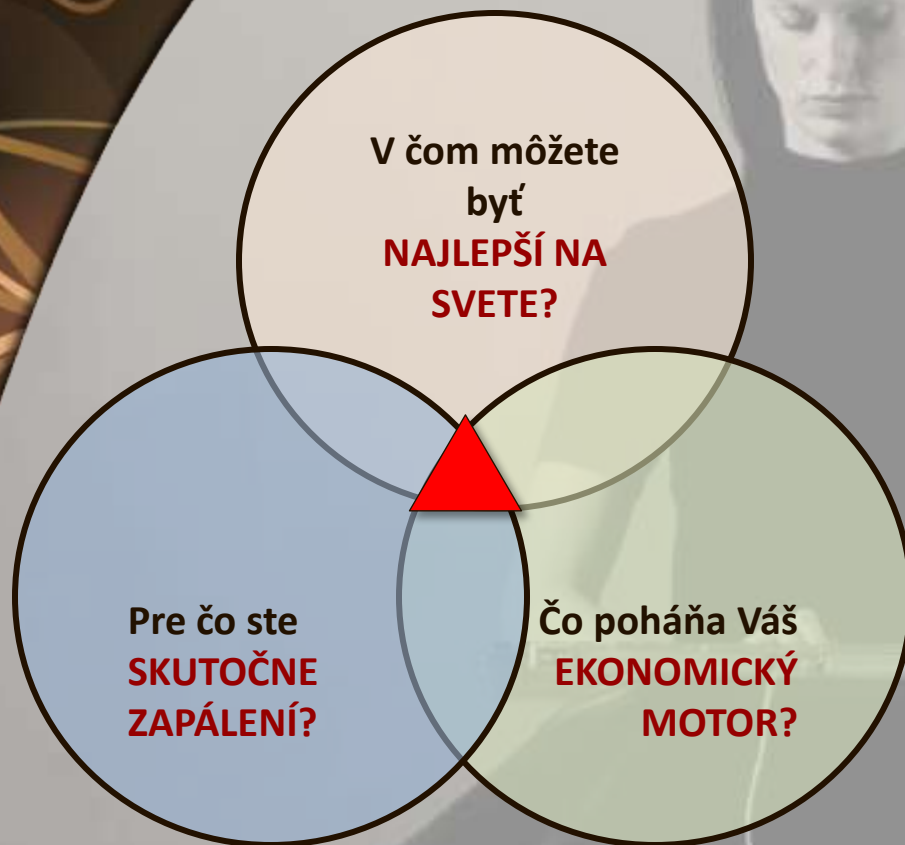 V čom môžete
byť
NAJLEPŠÍ NA
SVETE?
Pre čo ste
SKUTOČNE
ZAPÁLENÍ?
Čo poháňa Váš
EKONOMICKÝ
MOTOR?